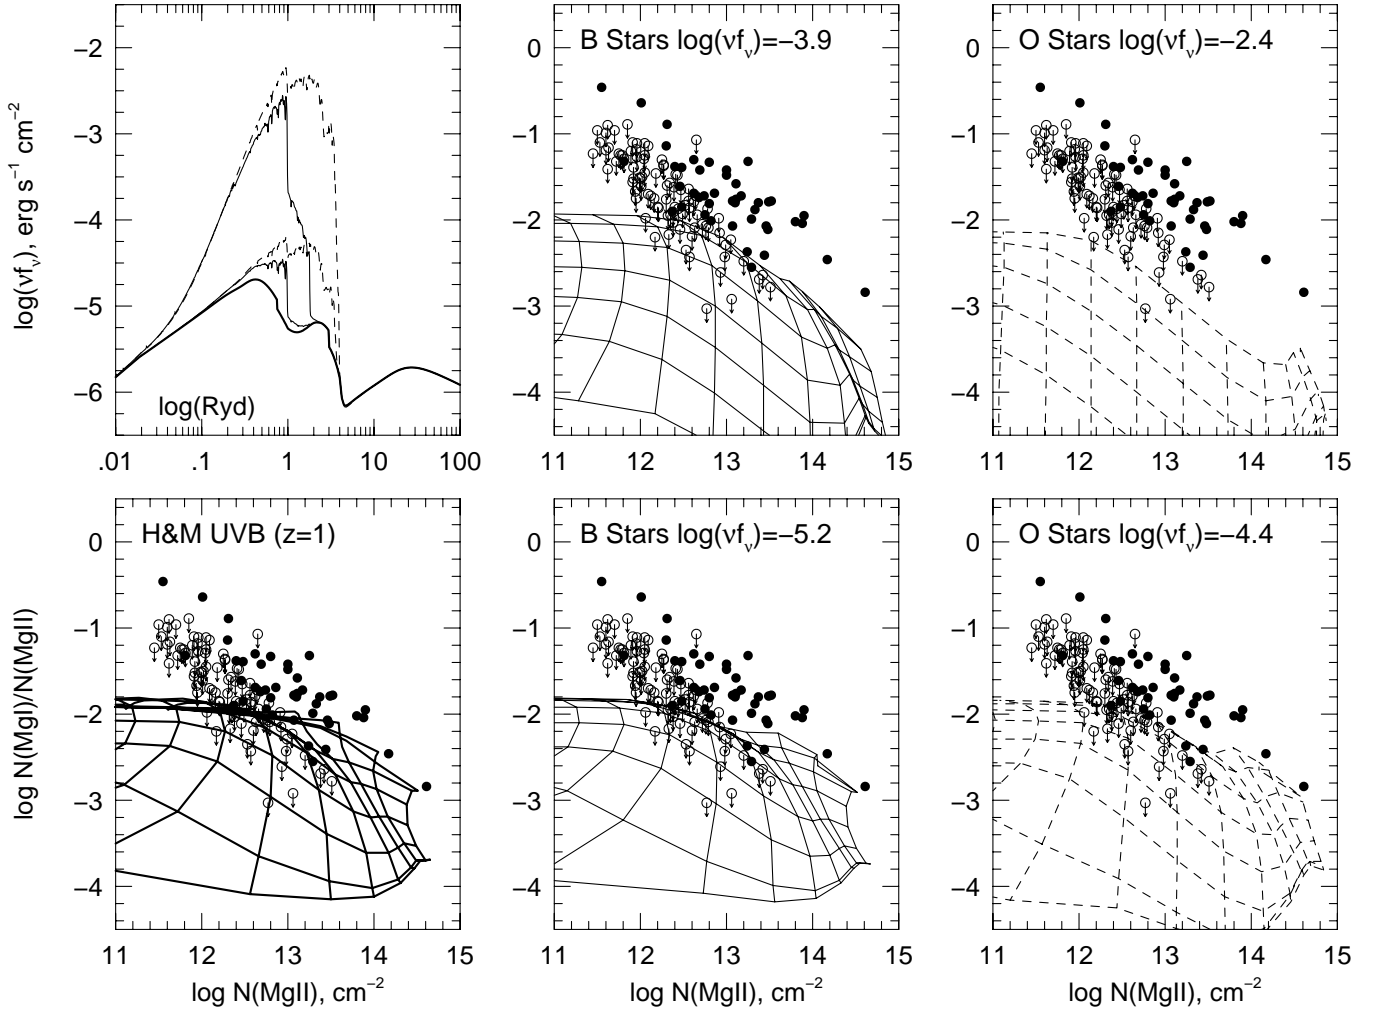 B Stars log(νfν)=−3.9
O Stars log(νfν)=−2.4
log(νfν), erg s−1 cm−2
−2
−3
−4
−5
−6
log(Ryd)
.01 .1 1 10 100
0
−1
−2
−3
−4
11 12 13 14 15
0
−1
−2
−3
−4
11 12 13 14 15
H&M UVB (z=1)
B Stars log(νfν)=−5.2
O Stars log(νfν)=−4.4
log N(MgI)/N(MgII)
0
−1
−2
−3
−4
11 12 13 14 15
log N(MgII), cm−2
0
−1
−2
−3
−4
11 12 13 14 15
log N(MgII), cm−2
0
−1
−2
−3
−4
11 12 13 14 15
log N(MgII), cm−2